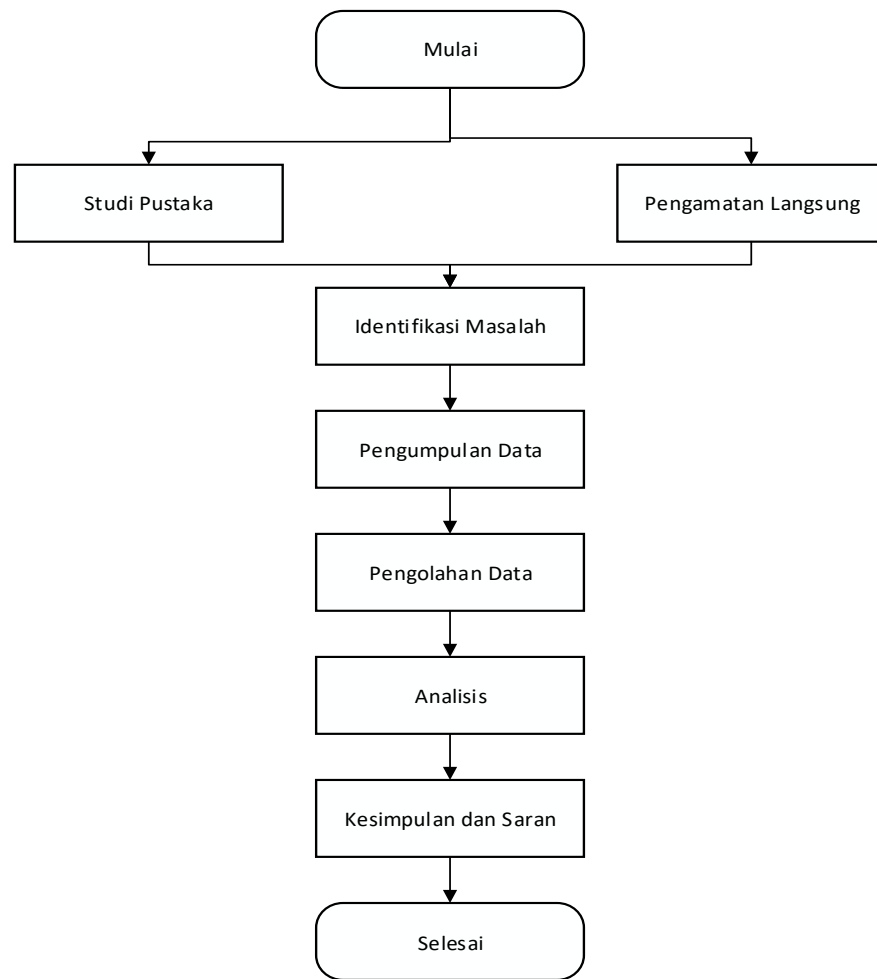 Mulai
Studi Pustaka
Pengamatan Langsung
Identifikasi Masalah
Pengumpulan Data
Pengolahan Data
Analisis
Kesimpulan dan Saran
Selesai